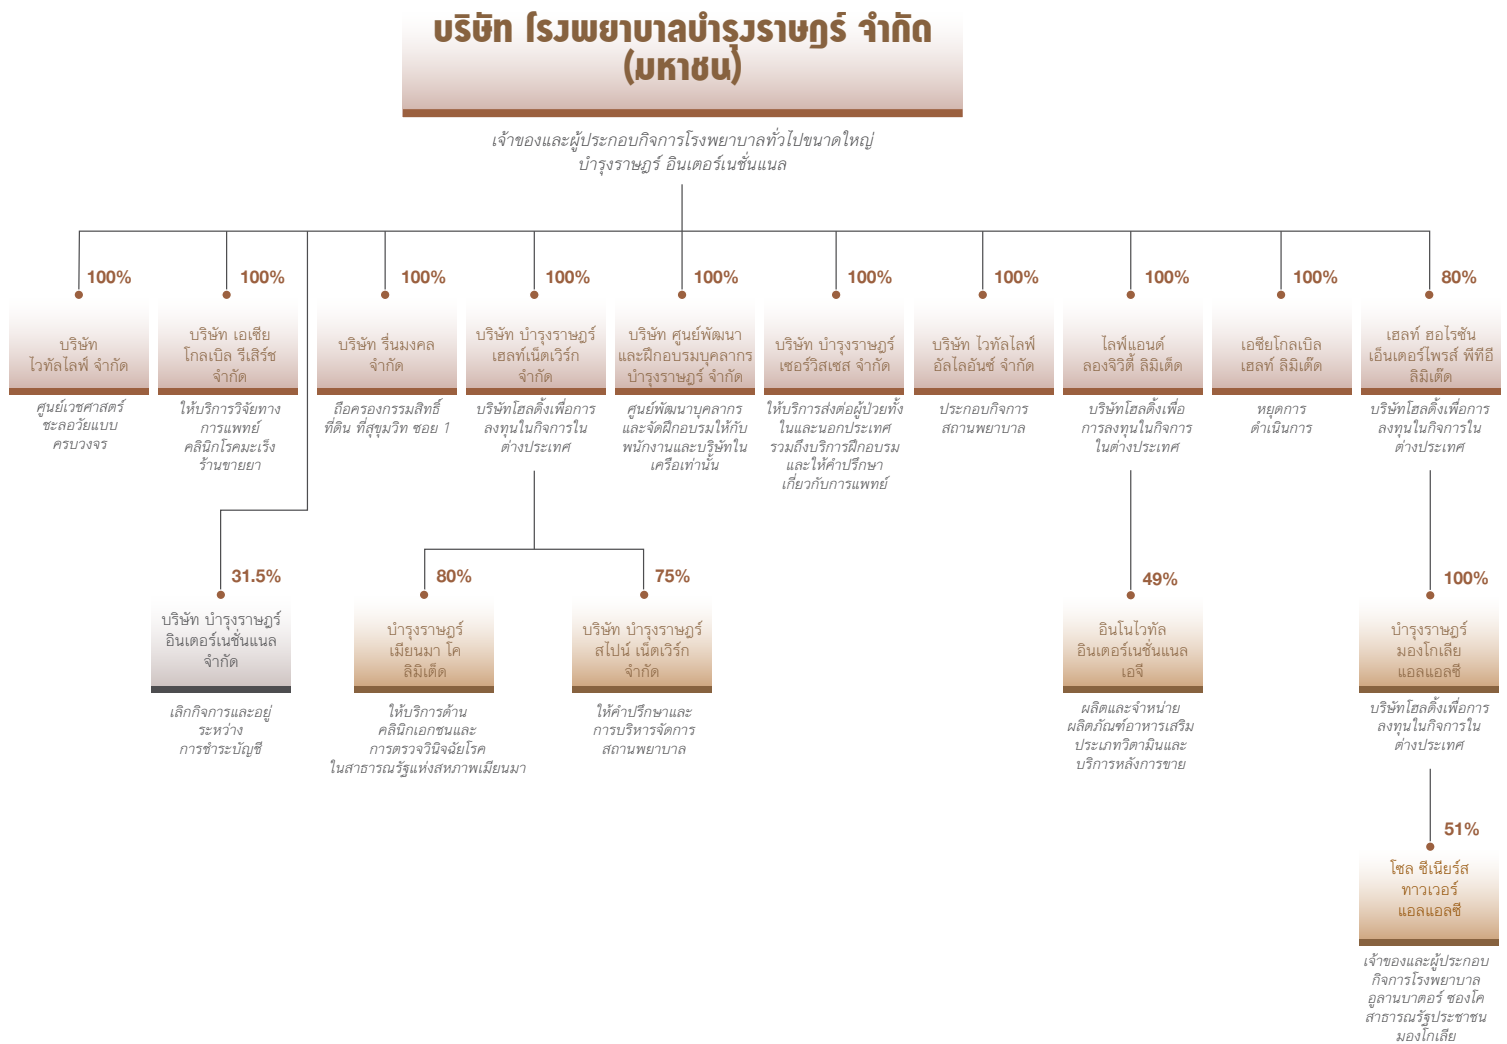 บริษัท โรงพยาบาลบำรุงราษฎร์ จำกัด
(มหาชน)
เจ้าของและผู้ประกอบกิจการโรงพยาบาลทั่วไปขนาดใหญ่
บำรุงราษฎร์ อินเตอร์เนชั่นแนล
100%
บริษัท
ไวทัลไลฟ์ จำกัด
ศูนย์เวชศาสตร์
ชะลอวัยแบบ
ครบวงจร
100%
บริษัท เอเซีย
โกลเบิล รีเสิร์ช
จำกัด
ให้บริการวิจัยทาง
การแพทย์
คลินิกโรคมะเร็ง
ร้านขายยา
100%
บริษัท รื่นมงคล
จำกัด
ถือครองกรรมสิทธิ์
ที่ดิน ที่สุขุมวิท ซอย 1
100%
บริษัท บำรุงราษฎร์
เฮลท์เน็ตเวิร์ก
จำกัด
บริษัทโฮลดิ้งเพื่อการ
ลงทุนในกิจการใน
ต่างประเทศ
100%
บริษัท ศูนย์พัฒนา
และฝึกอบรมบุคลากร
บำรุงราษฎร์ จำกัด
ศูนย์พัฒนาบุคลากร
และจัดฝึกอบรมให้กับ
พนักงานและบริษัทใน
เครือเท่านั้น
100%
บริษัท บำรุงราษฎร์
เซอร์วิสเซส จำกัด
ให้บริการส่งต่อผู้ป่วยทั้ง
ในและนอกประเทศ
รวมถึงบริการฝึกอบรม
และให้คำปรึกษา
เกี่ยวกับการแพทย์
100%
บริษัท ไวทัลไลฟ์
อัลไลอันซ์ จำกัด
ประกอบกิจการ
สถานพยาบาล
100%
ไลฟ์แอนด์
ลองจิวิตี้ ลิมิเต็ด
บริษัทโฮลดิ้งเพื่อ
การลงทุนในกิจการ
ในต่างประเทศ
100%
เอซียโกลเบิล
เฮลท์ ลิมิเต๊ด
หยุดการ
ดำเนินการ
80%
เฮลท์ ฮอไรซัน
เอ็นเตอร์ไพรส์ พีทีอี
ลิมิเต๊ด
บริษัทโฮลดิ้งเพื่อการ
ลงทุนในกิจการใน
ต่างประเทศ
31.5%
บริษัท บำรุงราษฎร์
อินเตอร์เนชั่นแนล
จำกัด
เลิกกิจการและอยู่
ระหว่าง
การชำระบัญชี
80%
บำรุงราษฎร์
เมียนมา โค
ลิมิเต็ด
ให้บริการด้าน
คลินิกเอกชนและ
การตรวจวินิจฉัยโรค
ในสาธารณรัฐแห่งสหภาพเมียนมา
75%
บริษัท บำรุงราษฎร์
สไปน์ เน็ตเวิร์ก
จำกัด
ให้คำปรึกษาและ
การบริหารจัดการ
สถานพยาบาล
49%
อินโนไวทัล
อินเตอร์เนชั่นแนล
เอจี
ผลิตและจำหน่าย
ผลิตภัณฑ์อาหารเสริม
ประเภทวิตามินและ
บริการหลังการขาย
100%
บำรุงราษฎร์
มองโกเลีย
แอลแอลซี
บริษัทโฮลดิ้งเพื่อการ
ลงทุนในกิจการใน
ต่างประเทศ
51%
โซล ซีเนียร์ส
ทาวเวอร์
แอลแอลซี
เจ้าของและผู้ประกอบ
กิจการโรงพยาบาล
อูลานบาตอร์ ซองโค
สาธารณรัฐประชาชน
มองโกเลีย